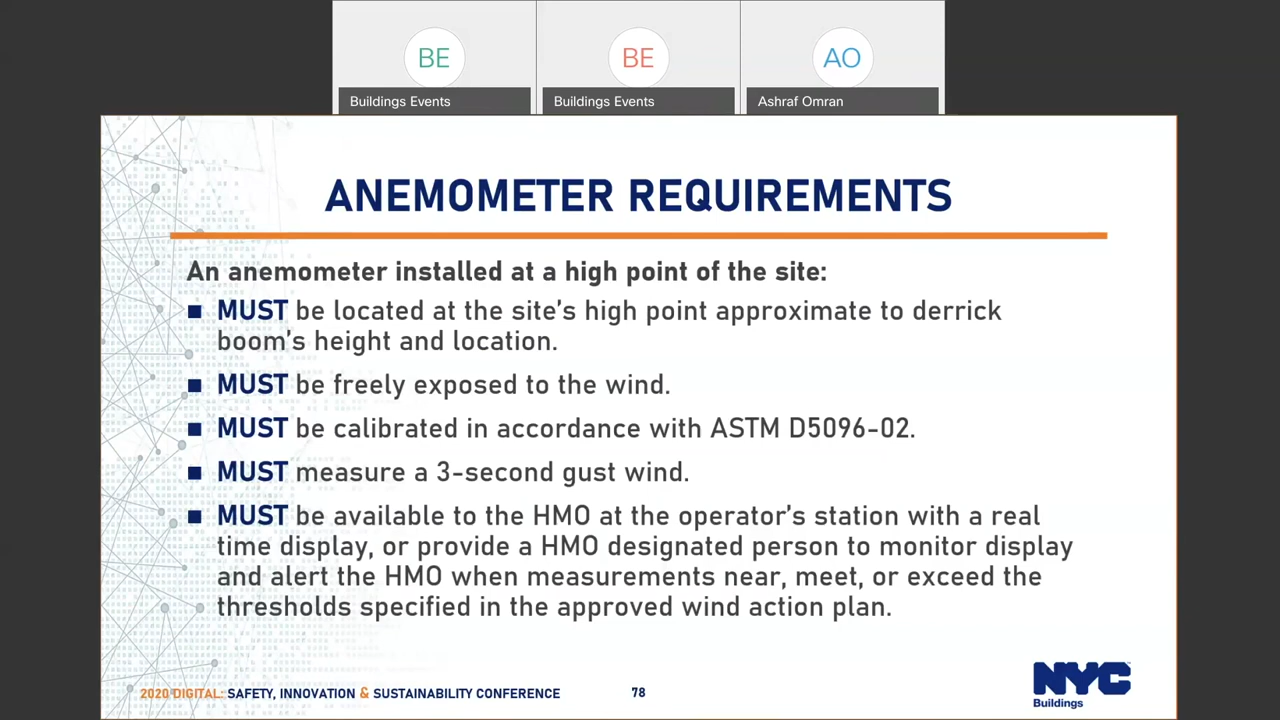 BE
BE
AO
Buildings Events
Buildings Events
Ashraf Omran
ANEMOMETER REQUIREMENTS
An anemometer installed at a high point of the site:
■ MUST be located at the site's high point approximate to derrick
boom's height and location.
■ MUST be freely exposed to the wind.
■ MUST be calibrated in accordance with ASTM D5096-02.
■ MUST measure a 3-second gust wind.
■ MUST be available to the HMO at the operator's station with a real
time display, or provide a HMO designated person to monitor display
and alert the HMO when measurements near, meet, or exceed the
thresholds specified in the approved wind action plan.
2020 DIGITAL: SAFETY, INNOVATION & SUSTAINABILITY CONFERENCE
78
NYC
Buildings